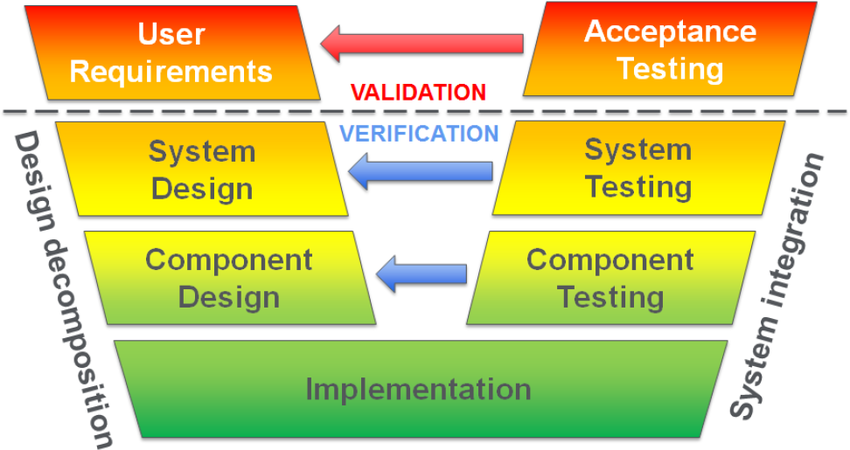 User
Requirements
Acceptance
Testing
VALIDATION
VERIFICATION
System
Design
System
Testing
Component
Design
Component
Testing
Implementation
Design decomposition
System integration